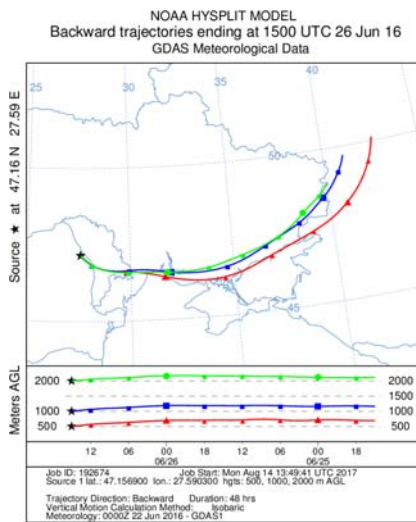 NOAA HYSPLIT MODEL
Backward trajectories ending at 1500 UTC 26 Jun 16
GDAS Meteorological Data
Source ★ at 47.16 N 27.59 E
25
30
35
40
50
45
Meters AGL
2000
1500
1000
500
2000
1000
500
12 06 00 18 12 06 00 18
06/26 06/25
Job ID: 192674 Job Start: Mon Aug 14 13:49:41 UTC 2017
Source 1 lat.: 47.156900 lon.: 27.590300 hgts: 500, 1000, 2000 m AGL
Trajectory Direction: Backward Duration: 48 hrs
Vertical Motion Calculation Method: Isobaric
Meteorology: 0000Z 22 Jun 2016 - GDAS1